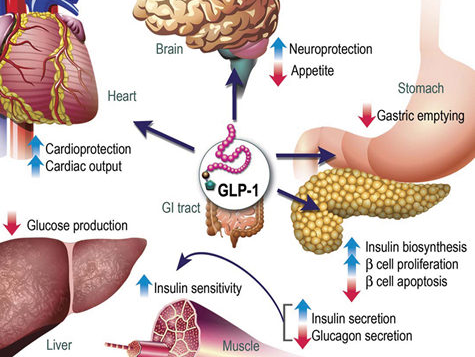 Brain
Neuroprotection
Appetite
Heart
Stomach
Gastric emptying
Cardioprotection
Cardiac output
GLP-1
GI tract
Glucose production
Insulin biosynthesis
β cell proliferation
β cell apoptosis
Insulin sensitivity
Insulin secretion
Glucagon secretion
Liver
Muscle